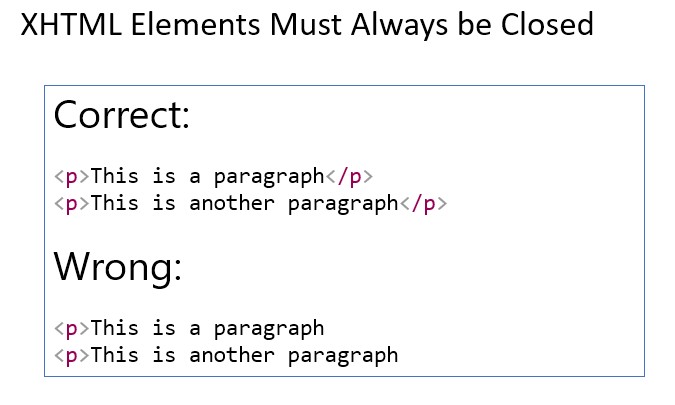 XHTML Elements Must Always be Closed
Correct:
<p>This is a paragraph</p>
<p>This is another paragraph</p>
Wrong:
<p>This is a paragraph
<p>This is another paragraph